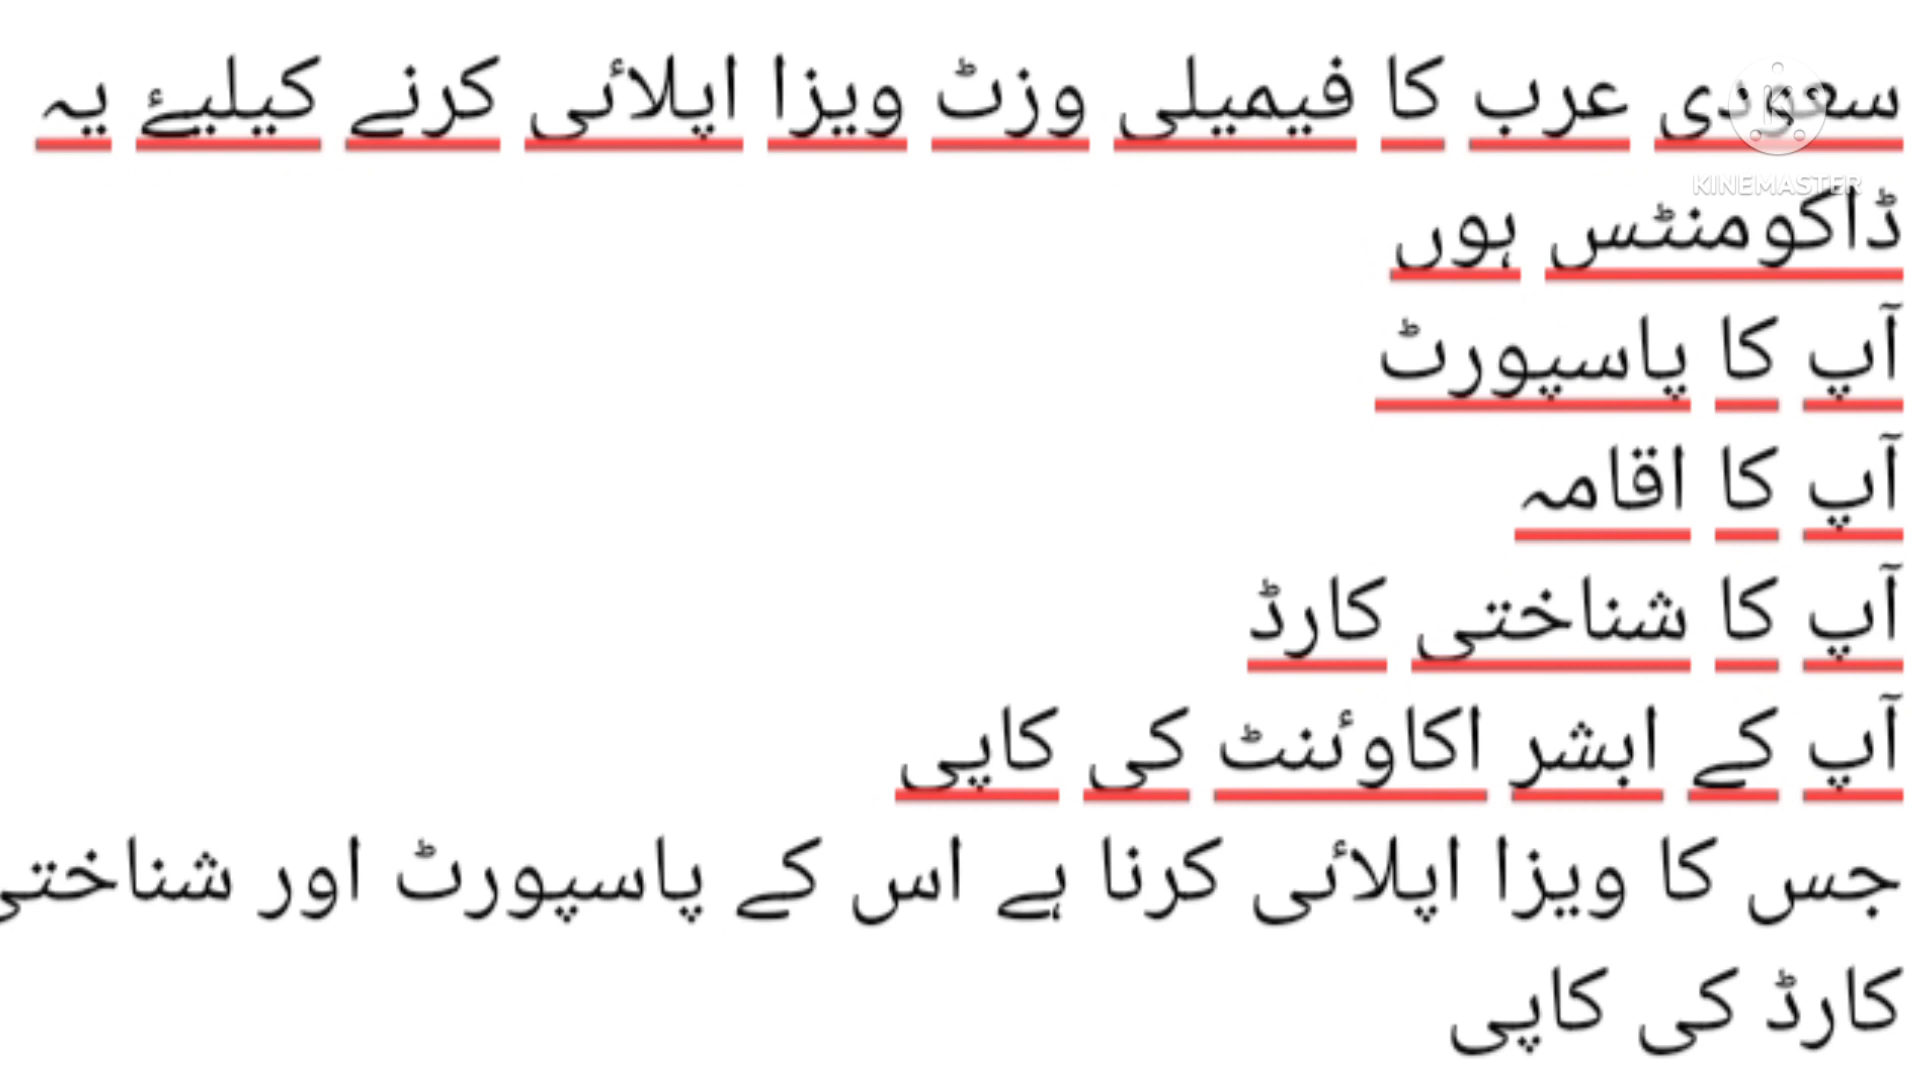 سعودی عرب کا فیمیلی وزٹ ویزا اپلائی کرنے کیلیۓ یہ
KINEMASTER
ڈاکومنٹس ہوں
آپ کا پاسپورٹ
آپ کا اقامہ
آپ کا شناختی کارڈ
آپ کے ابشر اکاوئنٹ کی کاپی
جس کا ویزا اپلائی کرنا ہے اس کے پاسپورٹ اور شناختی
کارڈ کی کاپی